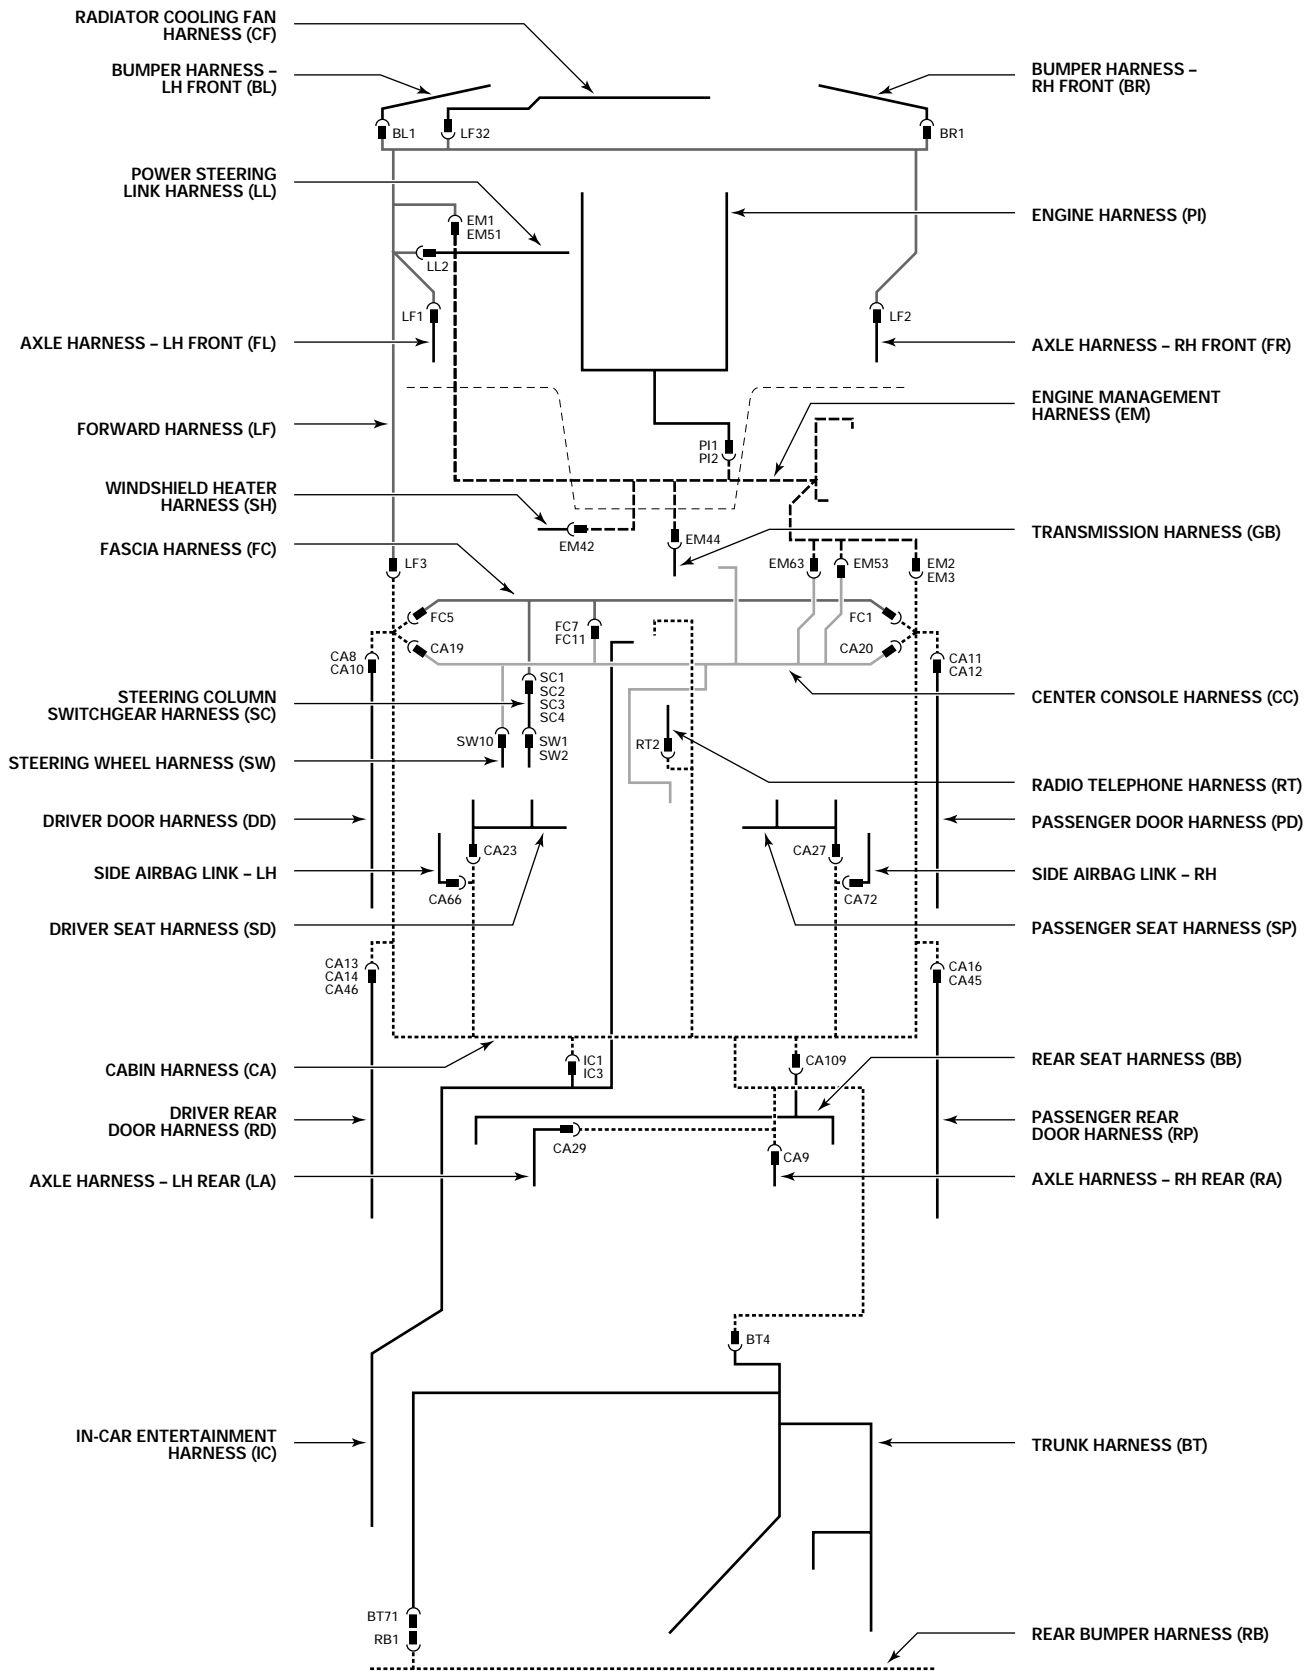 RADIATOR COOLING FAN
HARNESS (CF)
BUMPER HARNESS –
LH FRONT (BL)
BUMPER HARNESS –
RH FRONT (BR)
BL1
LF32
BR1
POWER STEERING
LINK HARNESS (LL)
EM1
EM51
ENGINE HARNESS (PI)
LL2
LF1
LF2
AXLE HARNESS – LH FRONT (FL)
AXLE HARNESS – RH FRONT (FR)
ENGINE MANAGEMENT
HARNESS (EM)
FORWARD HARNESS (LF)
PI1
PI2
WINDSHIELD HEATER
HARNESS (SH)
EM42
EM44
TRANSMISSION HARNESS (GB)
FASCIA HARNESS (FC)
LF3
EM63
EM53
EM2
EM3
FC5
FC7
FC11
FC1
CA19
CA20
CA8
CA10
CA11
CA12
STEERING COLUMN
SWITCHGEAR HARNESS (SC)
SC1
SC2
SC3
SC4
CENTER CONSOLE HARNESS (CC)
SW10
SW1
SW2
RT2
STEERING WHEEL HARNESS (SW)
RADIO TELEPHONE HARNESS (RT)
DRIVER DOOR HARNESS (DD)
PASSENGER DOOR HARNESS (PD)
CA23
CA27
SIDE AIRBAG LINK – LH
SIDE AIRBAG LINK – RH
CA66
CA72
DRIVER SEAT HARNESS (SD)
PASSENGER SEAT HARNESS (SP)
CA13
CA14
CA46
CA16
CA45
CABIN HARNESS (CA)
IC1
IC3
CA109
REAR SEAT HARNESS (BB)
DRIVER REAR
DOOR HARNESS (RD)
PASSENGER REAR
DOOR HARNESS (RP)
CA29
CA9
AXLE HARNESS – LH REAR (LA)
AXLE HARNESS – RH REAR (RA)
BT4
IN-CAR ENTERTAINMENT
HARNESS (IC)
TRUNK HARNESS (BT)
BT71
RB1
REAR BUMPER HARNESS (RB)